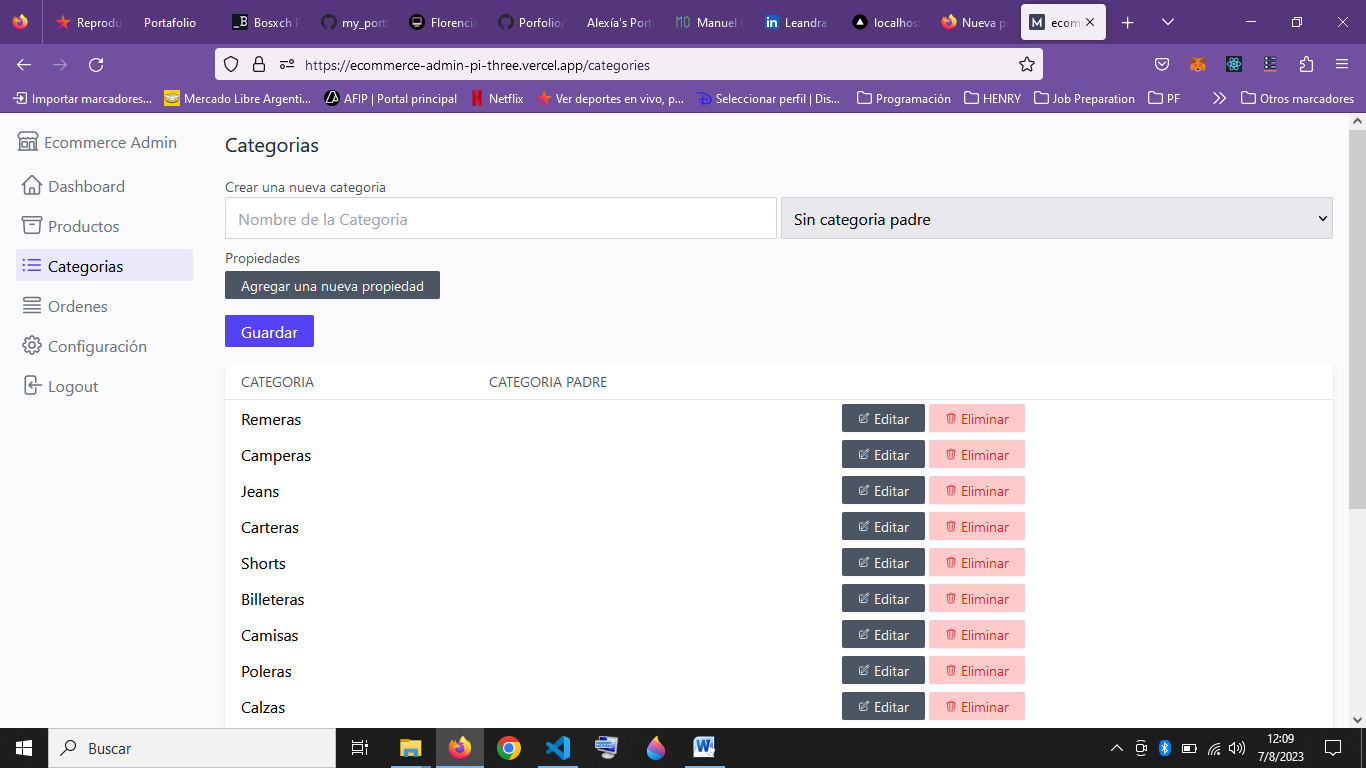 Reprodu
Portafolio
Bosxch P
my_port
Florencia
Porfolio/
Alexía's Port
Manuel
Leandra
localhos
Nueva p
ecom
https://ecommerce-admin-pi-three.vercel.app/categories
Importar marcadores... Mercado Libre Argenti... AFIP | Portal principal Netflix Ver deportes en vivo, p... Seleccionar perfil | Dis... Programación HENRY Job Preparation PF Otros marcadores
Ecommerce Admin
Dashboard
Productos
Categorias
Ordenes
Configuración
Logout
Categorias
Crear una nueva categoria
Nombre de la Categoria Sin categoria padre
Propiedades
Agregar una nueva propiedad
Guardar
CATEGORIA CATEGORIA PADRE
Remeras Editar Eliminar
Camperas Editar Eliminar
Jeans Editar Eliminar
Carteras Editar Eliminar
Shorts Editar Eliminar
Billeteras Editar Eliminar
Camisas Editar Eliminar
Poleras Editar Eliminar
Calzas Editar Eliminar
Buscar
12:09
7/8/2023